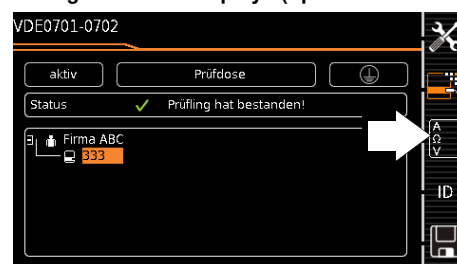 VDE0701-0702
aktiv Prüfdose
Status ✓ Prüfling hat bestanden!
Firma ABC
333
A
Ω
V
ID